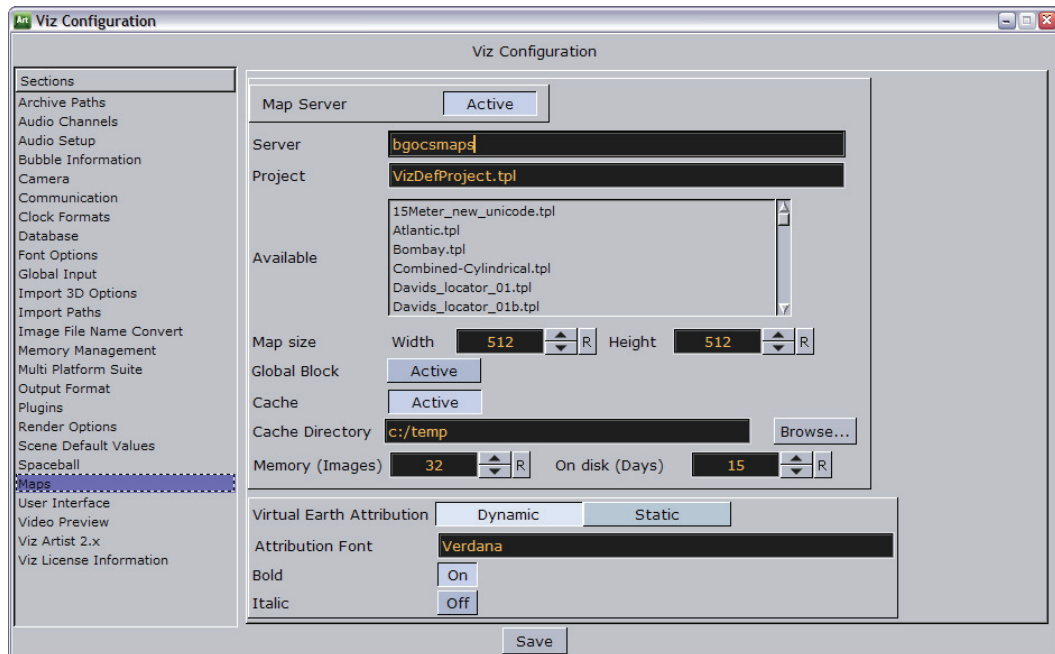 Art Viz Configuration
Viz Configuration
Sections
Archive Paths
Audio Channels
Audio Setup
Bubble Information
Camera
Communication
Clock Formats
Database
Font Options
Global Input
Import 3D Options
Import Paths
Image File Name Convert
Memory Management
Multi Platform Suite
Output Format
Plugins
Render Options
Scene Default Values
Spaceball
Maps
User Interface
Video Preview
Viz Artist 2.x
Viz License Information
Map Server Active
Server bgocsmaps
Project VizDefProject.tpl
Available
15Meter_new_unicode.tpl
Atlantic.tpl
Bombay.tpl
Combined-Cylindrical.tpl
Davids_locator_01.tpl
Davids_locator_01b.tpl
Map size Width 512 R Height 512 R
Global Block Active
Cache Active
Cache Directory c:/temp Browse...
Memory (Images) 32 R On disk (Days) 15 R
Virtual Earth Attribution Dynamic Static
Attribution Font Verdana
Bold On
Italic Off
Save